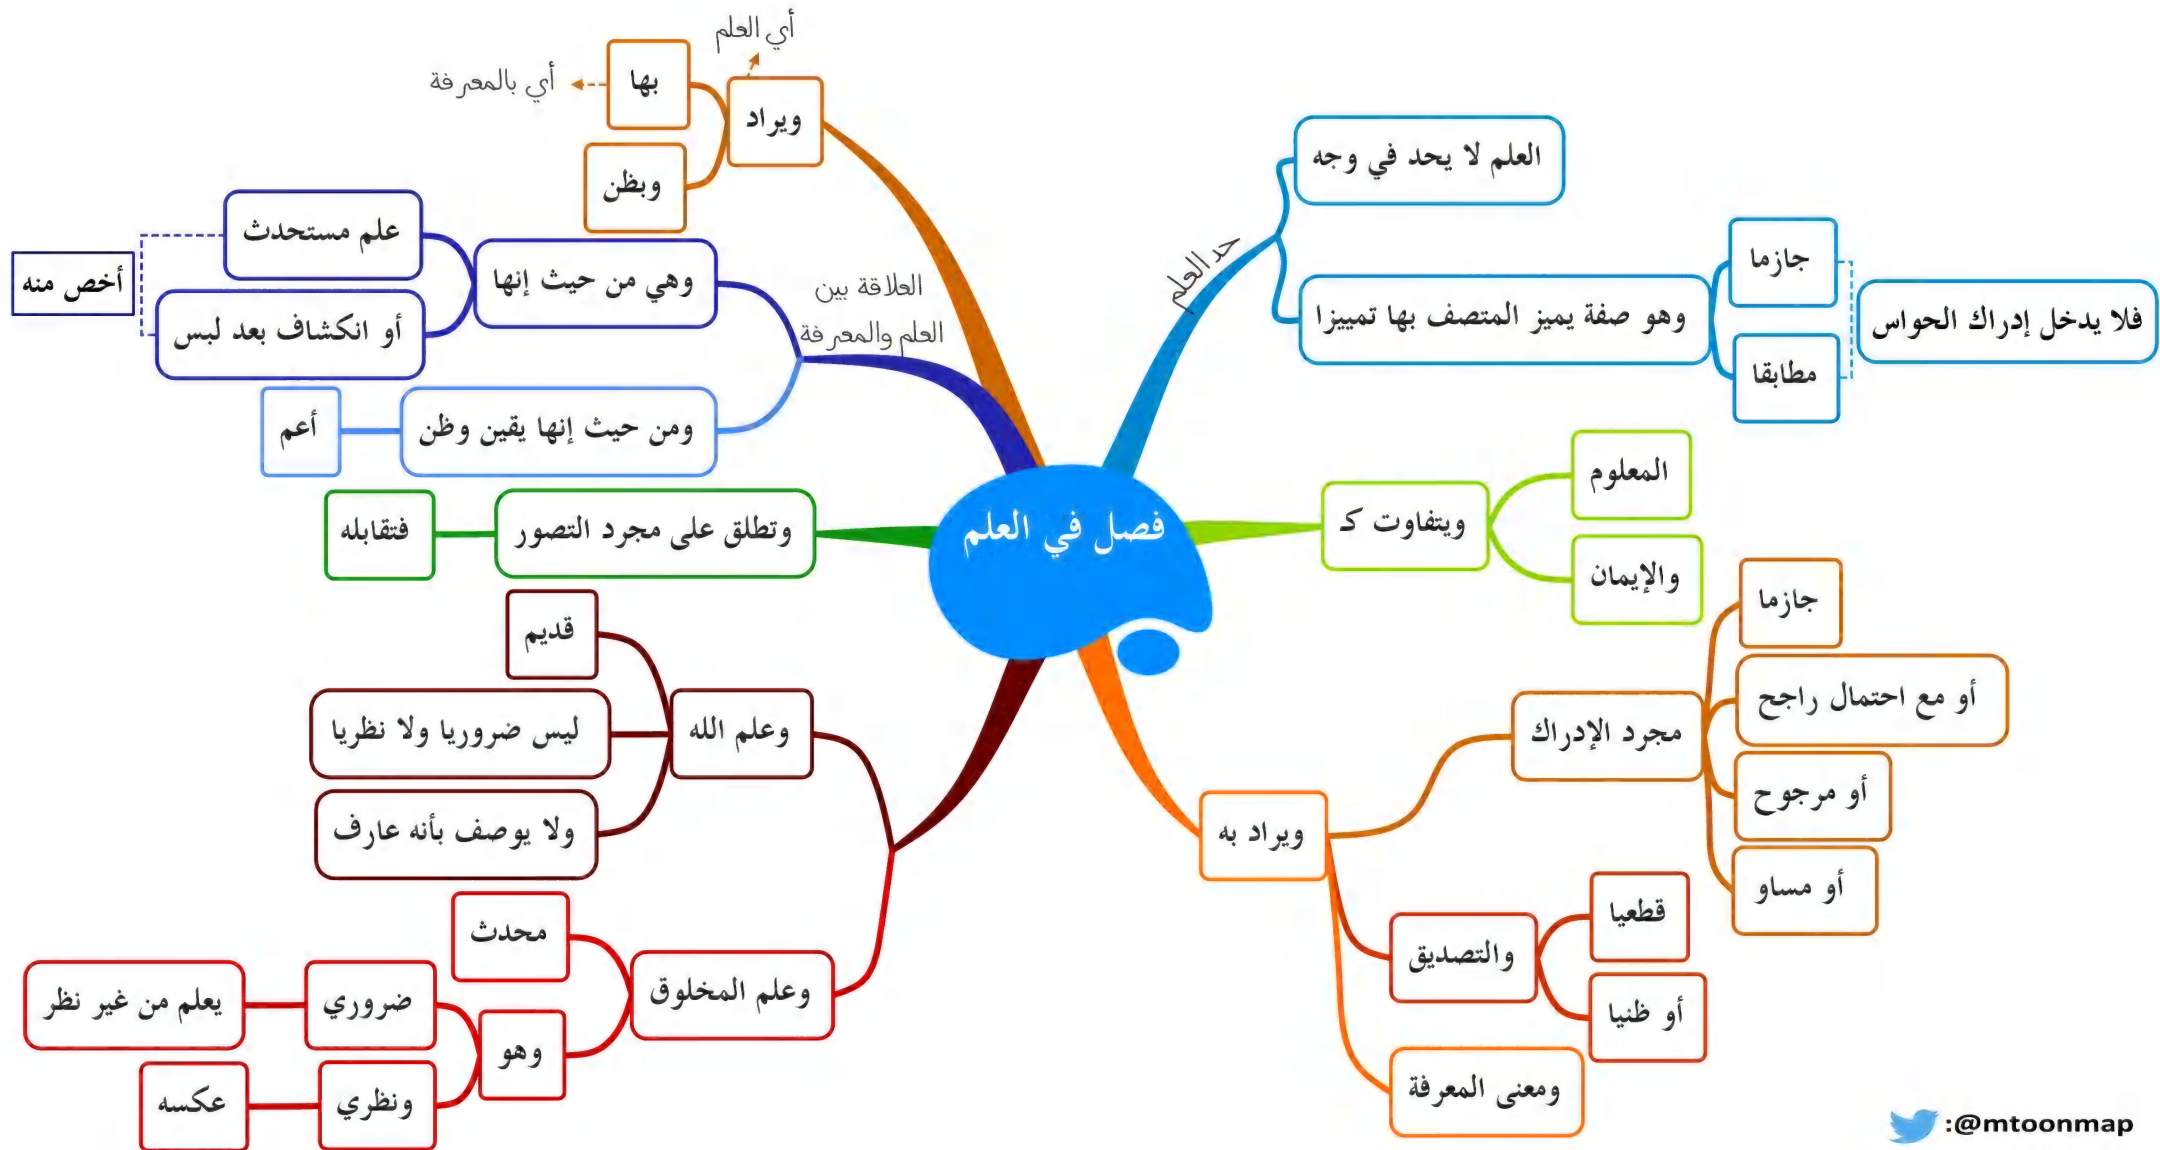 فصل في العلم
حد العلم
العلم لا يحد في وجه
وهو صفة يميز المتصف بها تمييزا
جازما
مطابقا
فلا يدخل إدراك الحواس
ويتفاوت كـ
المعلوم
والإيمان
ويراد به
مجرد الإدراك
جازما
أو مع احتمال راجح
أو مرجوح
أو مساو
والتصديق
قطعيا
أو ظنيا
ومعنى المعرفة
أي العلم
ويراد
بها
أي بالمعرفة
وبظن
العلاقة بين
العلم والمعرفة
وهي من حيث إنها
علم مستحدث
أو انكشاف بعد لبس
أخص منه
ومن حيث إنها يقين وظن
أعم
وتطلق على مجرد التصور
فتقابله
وعلم الله
قديم
ليس ضروريا ولا نظريا
ولا يوصف بأنه عارف
وعلم المخلوق
محدث
وهو
ضروري
يعلم من غير نظر
ونظري
عكسه
:@mtoonmap